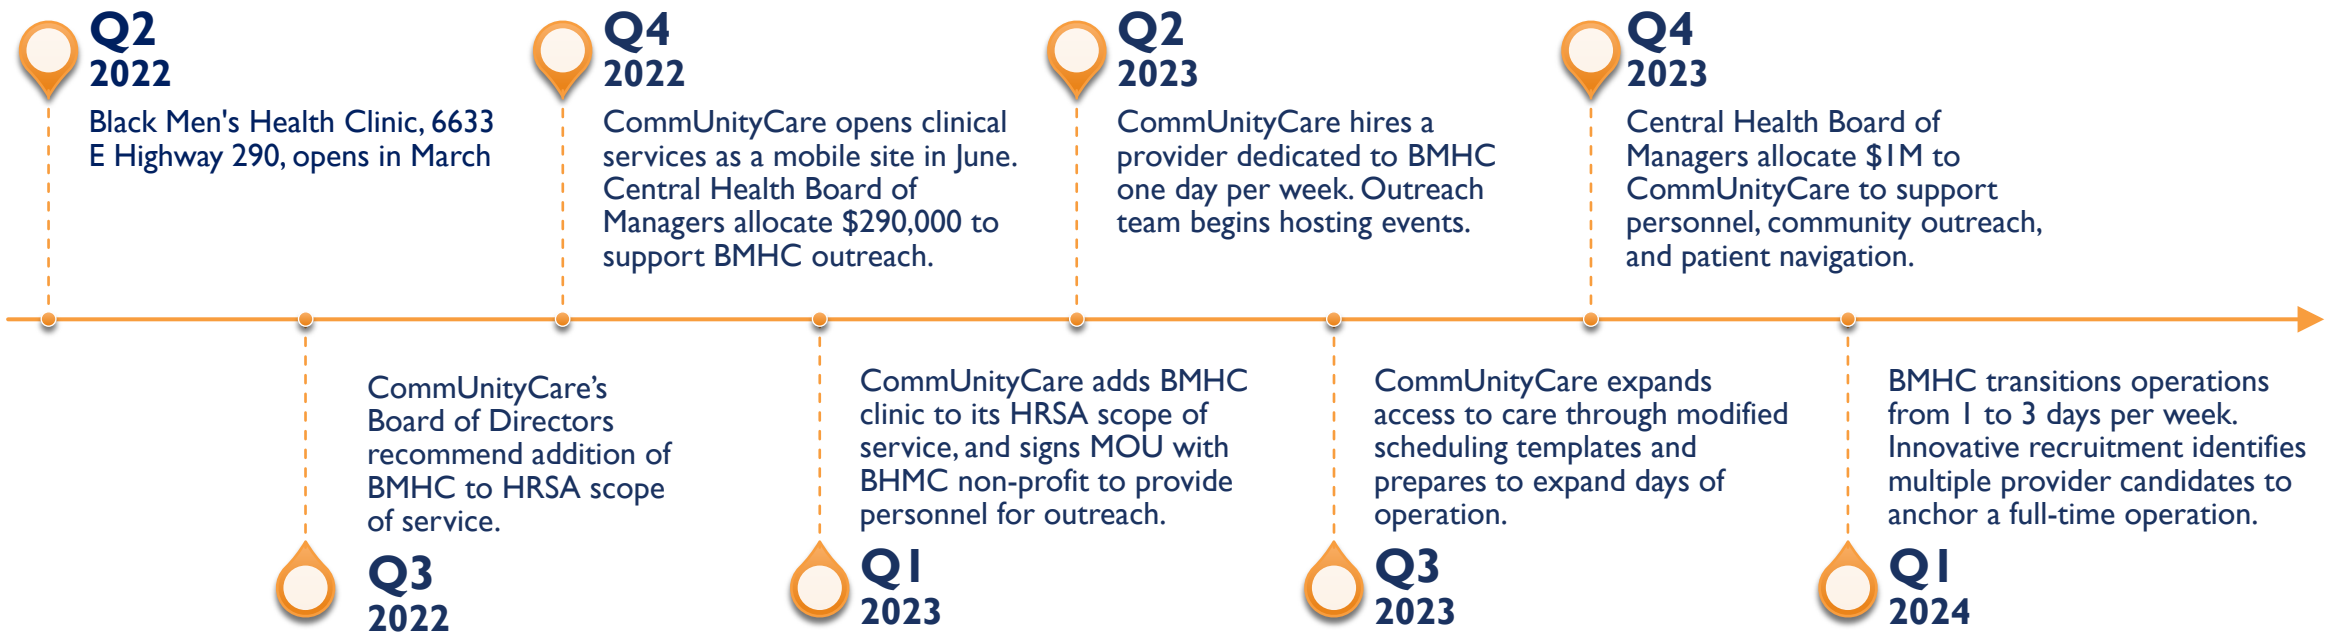 Q2
2022
Black Men's Health Clinic, 6633
E Highway 290, opens in March
CommUnityCare's
Board of Directors
recommend addition of
BMHC to HRSA scope
of service.
Q3
2022
Q4
2022
CommUnityCare opens clinical
services as a mobile site in June.
Central Health Board of
Managers allocate $290,000 to
support BMHC outreach.
CommUnityCare adds BMHC
clinic to its HRSA scope of
service, and signs MOU with
BHMC non-profit to provide
personnel for outreach.
Q1
2023
Q2
2023
CommUnityCare hires a
provider dedicated to BMHC
one day per week. Outreach
team begins hosting events.
CommUnityCare expands
access to care through modified
scheduling templates and
prepares to expand days of
operation.
Q3
2023
Q4
2023
Central Health Board of
Managers allocate $1M to
CommUnityCare to support
personnel, community outreach,
and patient navigation.
BMHC transitions operations
from 1 to 3 days per week.
Innovative recruitment identifies
multiple provider candidates to
anchor a full-time operation.
Q1
2024